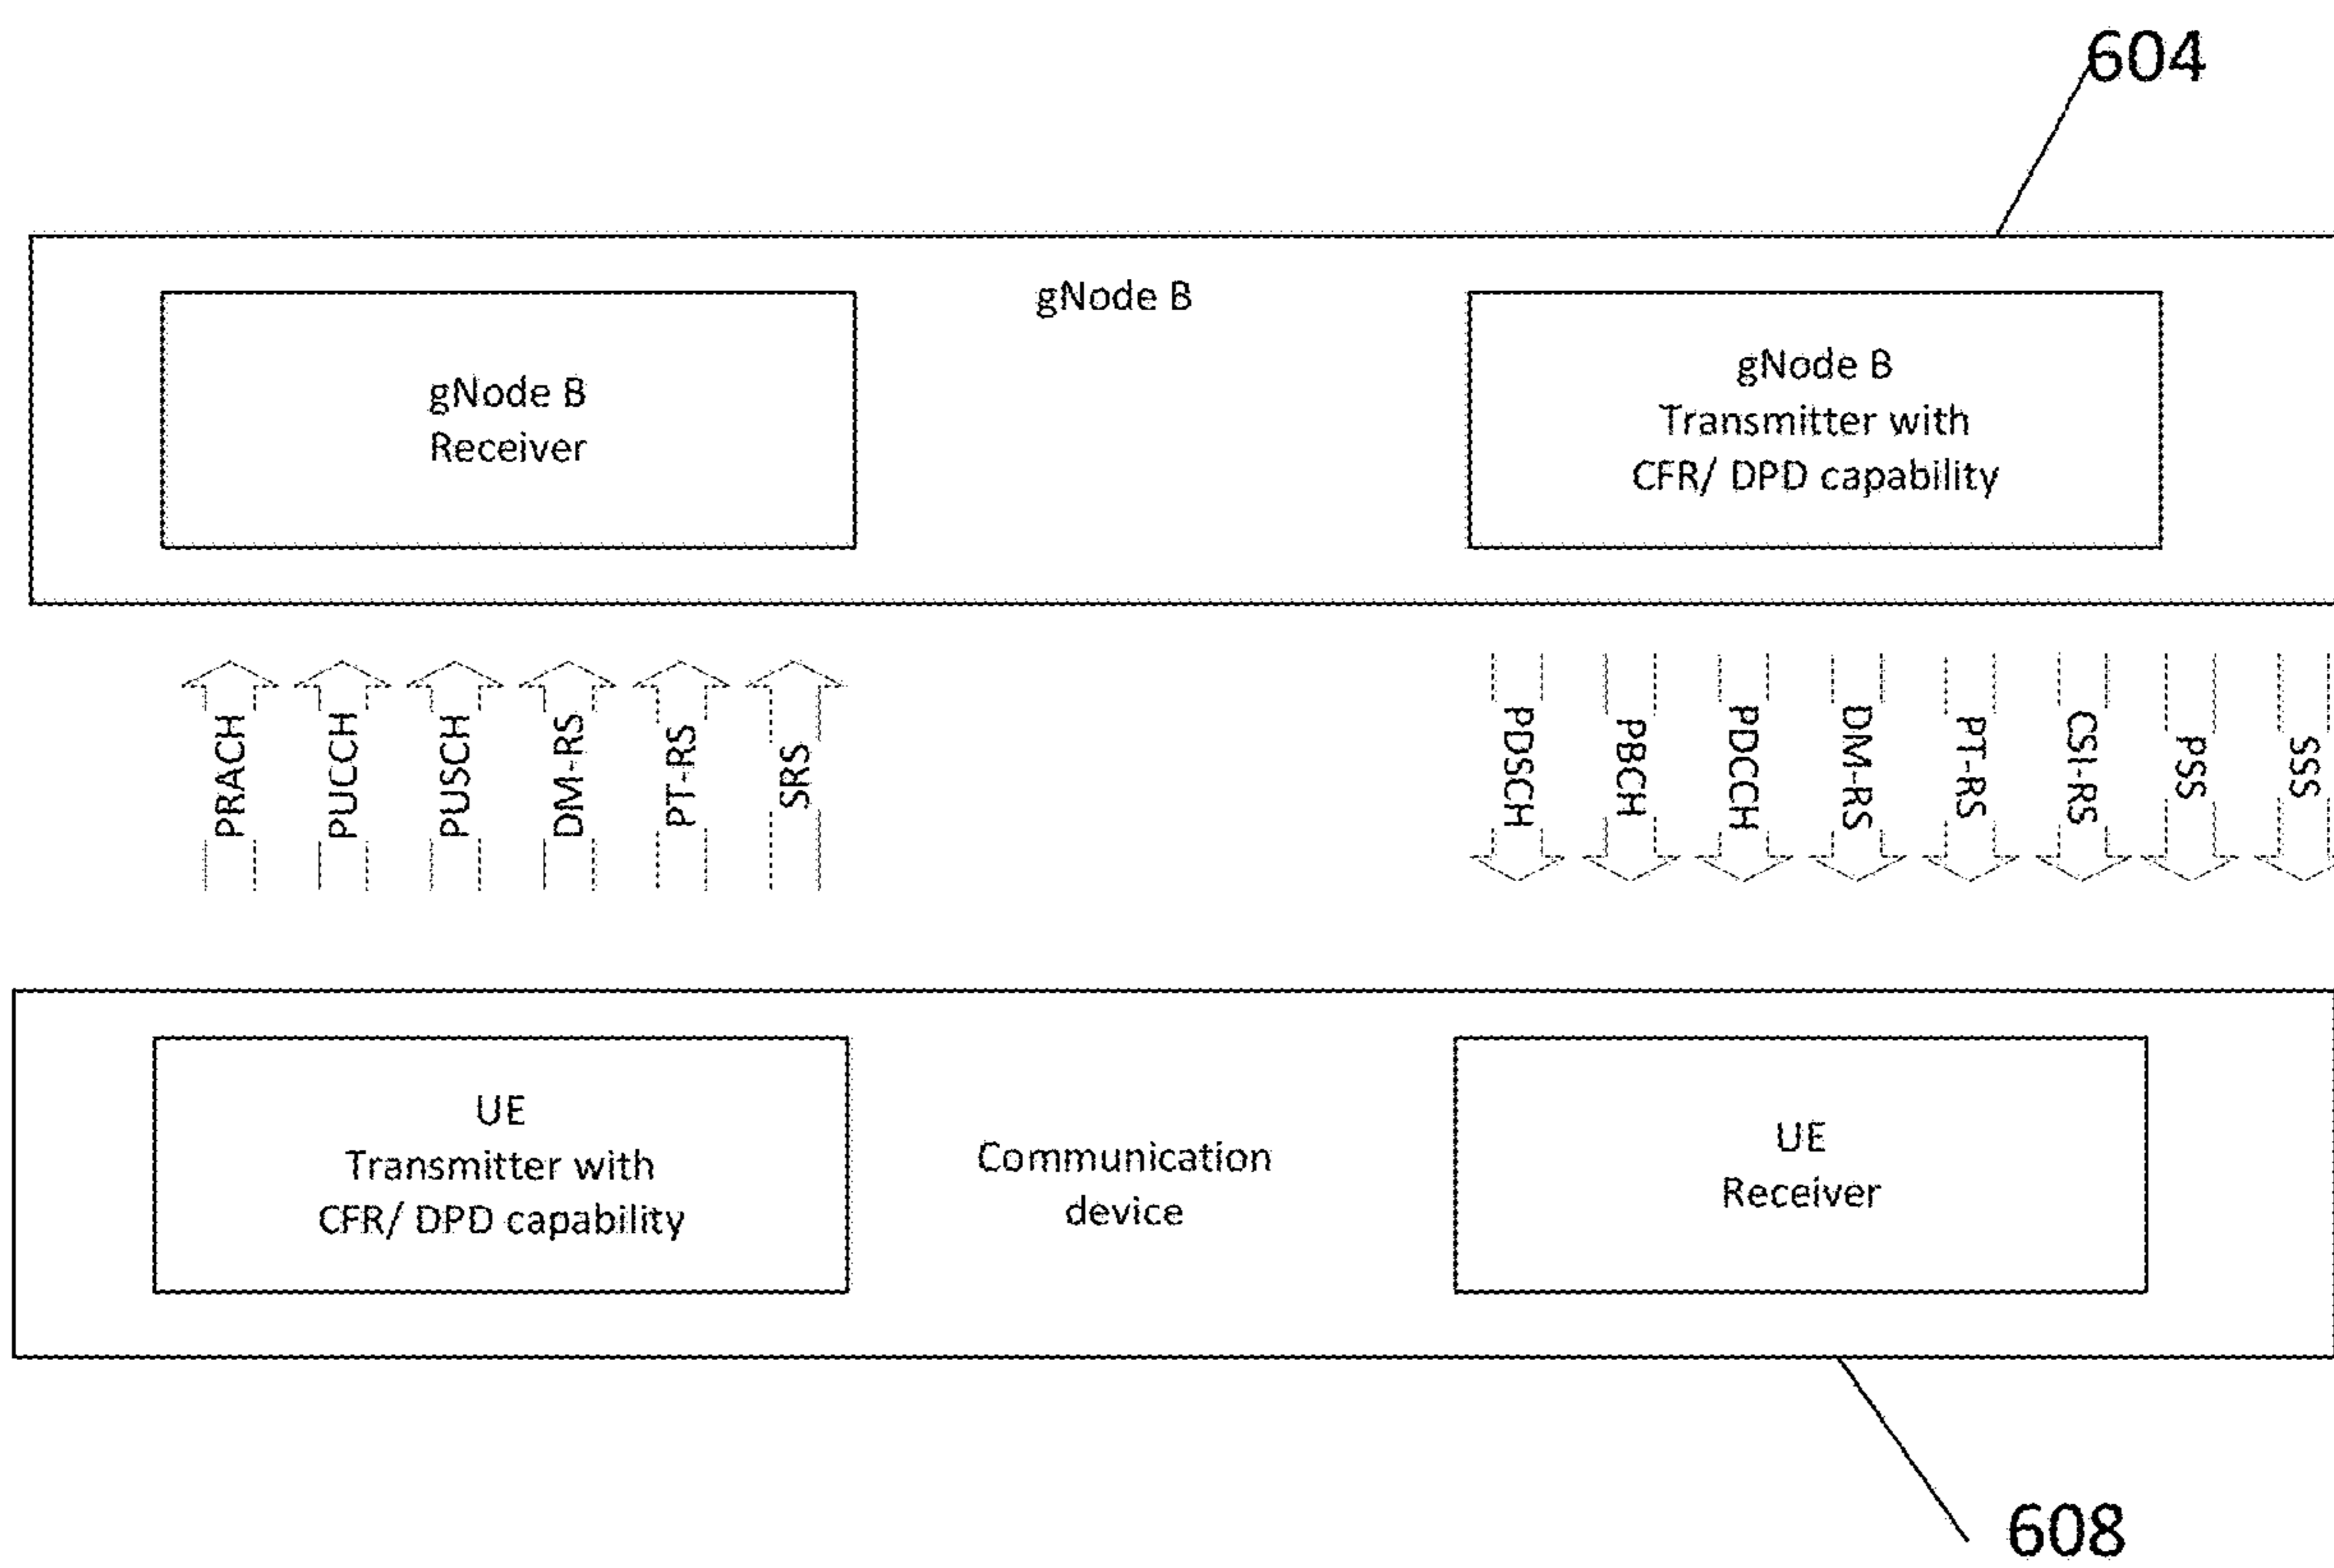 604
gNode B
gNode B
Receiver
gNode B
Transmitter with
CFR/ DPD capability
PRACH
PUCCH
PUSCH
DM-RS
PT-RS
SRS
PDSCH
PBCH
PDCCH
DM-RS
PT-RS
CSI-RS
PSS
SSS
UE
Transmitter with
CFR/ DPD capability
Communication
device
UE
Receiver
608